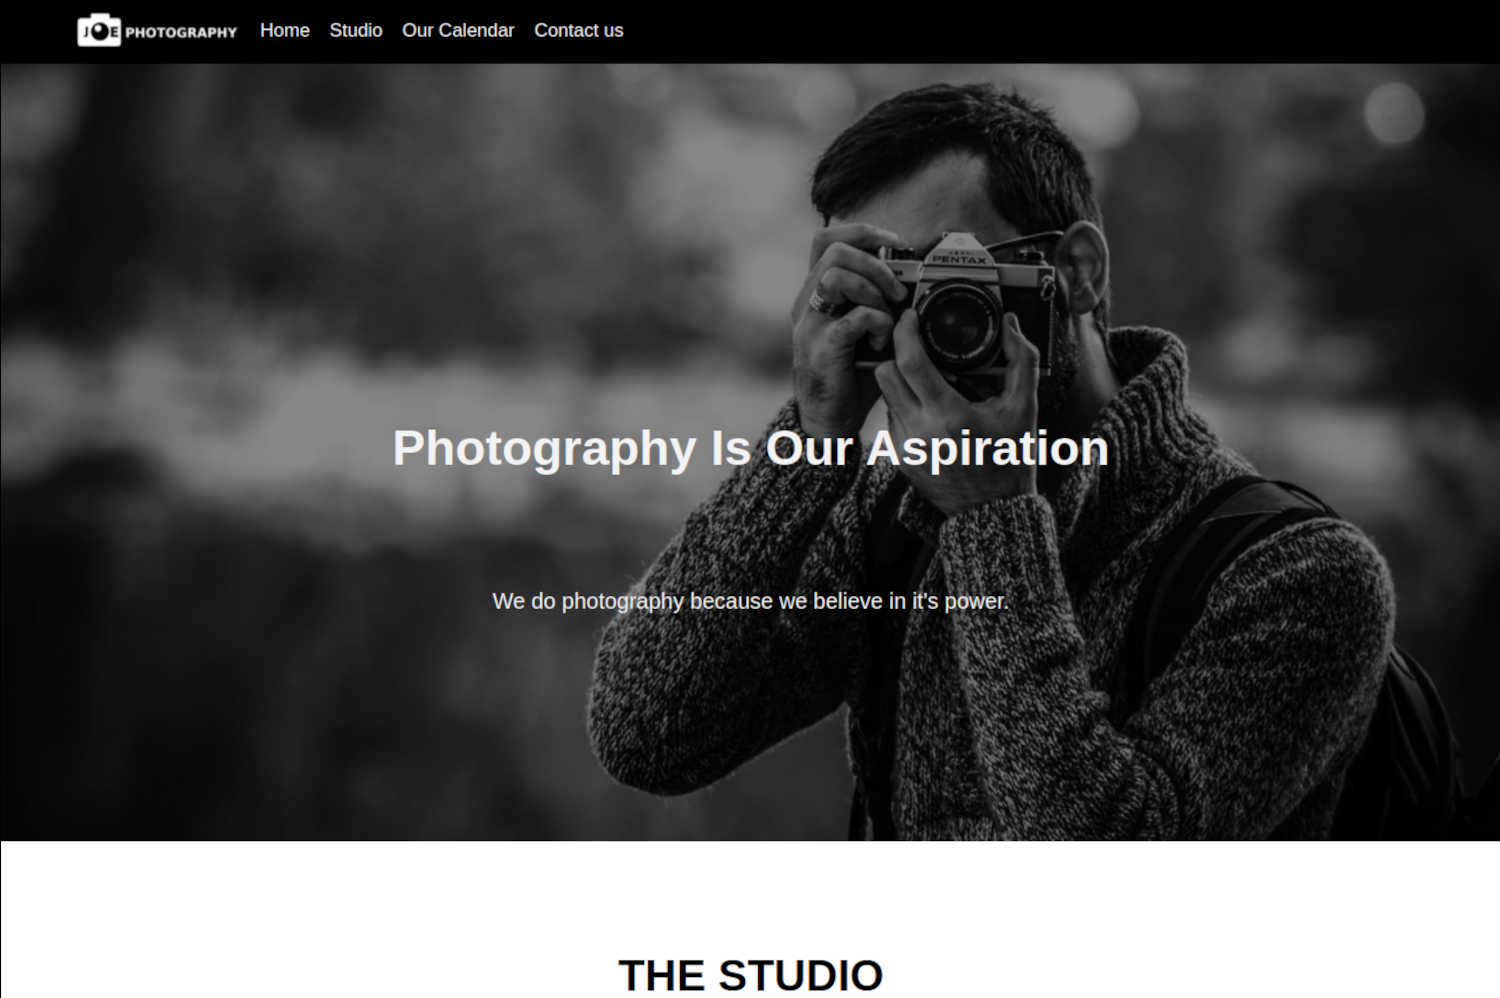 JOE PHOTOGRAPHY Home Studio Our Calendar Contact us
PENTAX
Photography Is Our Aspiration
We do photography because we believe in it's power.
THE STUDIO